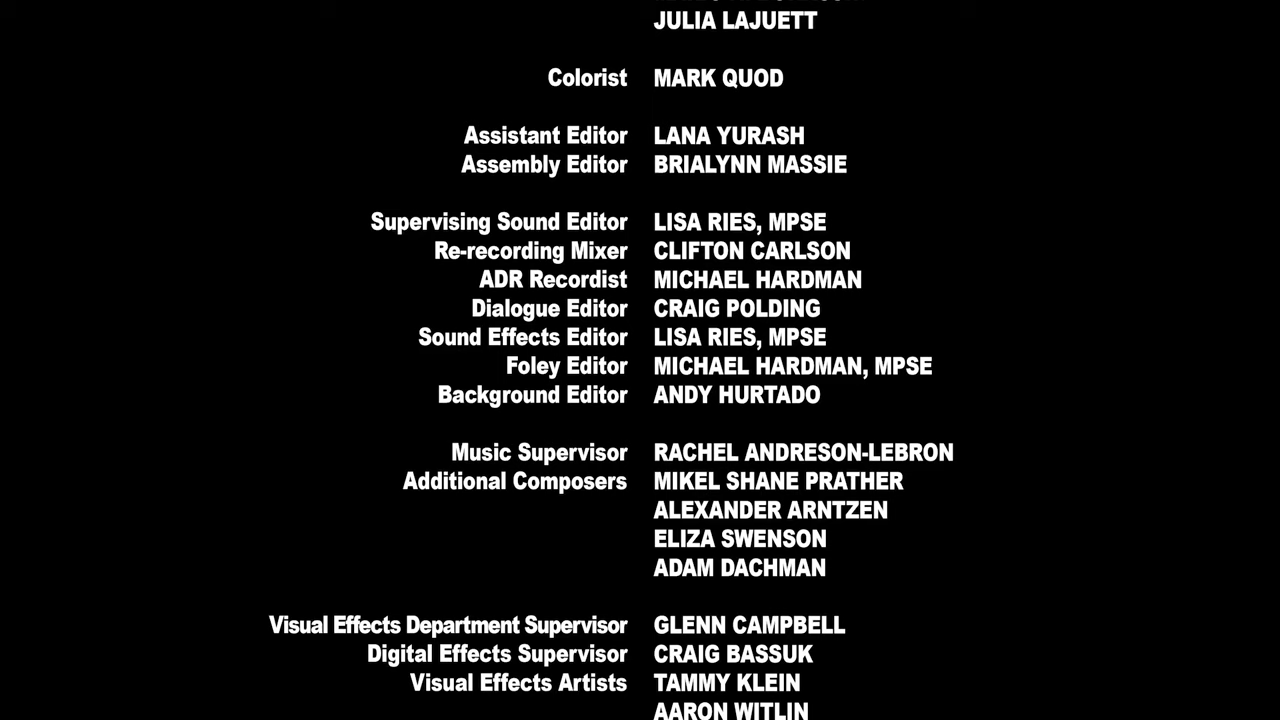 JULIA LAJUETT
Colorist MARK QUOD
Assistant Editor LANA YURASH
Assembly Editor BRIALYNN MASSIE
Supervising Sound Editor LISA RIES, MPSE
Re-recording Mixer CLIFTON CARLSON
ADR Recordist MICHAEL HARDMAN
Dialogue Editor CRAIG POLDING
Sound Effects Editor LISA RIES, MPSE
Foley Editor MICHAEL HARDMAN, MPSE
Background Editor ANDY HURTADO
Music Supervisor RACHEL ANDRESON-LEBRON
Additional Composers MIKEL SHANE PRATHER
ALEXANDER ARNTZEN
ELIZA SWENSON
ADAM DACHMAN
Visual Effects Department Supervisor GLENN CAMPBELL
Digital Effects Supervisor CRAIG BASSUK
Visual Effects Artists TAMMY KLEIN
AARON WITLIN